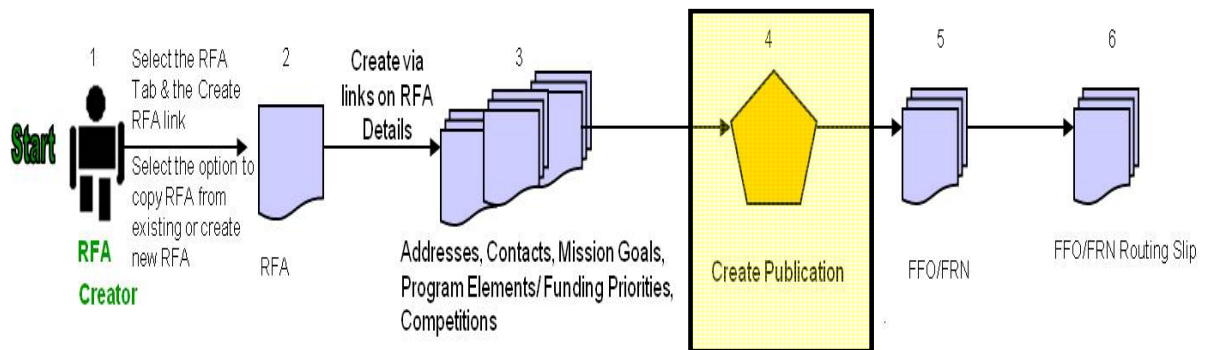 1
Select the RFA
Tab & the Create
RFA link
Select the option to
copy RFA from
existing or create
new RFA
Start
RFA
Creator
2
RFA
Create via
links on RFA
Details
3
Addresses, Contacts, Mission Goals,
Program Elements/ Funding Priorities,
Competitions
4
Create Publication
5
FFO/FRN
6
FFO/FRN Routing Slip